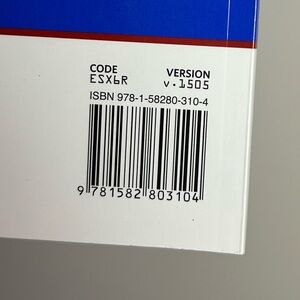 CODE VERSION
ESX6R v.1505
ISBN 978-1-58280-310-4
9 781582 803104